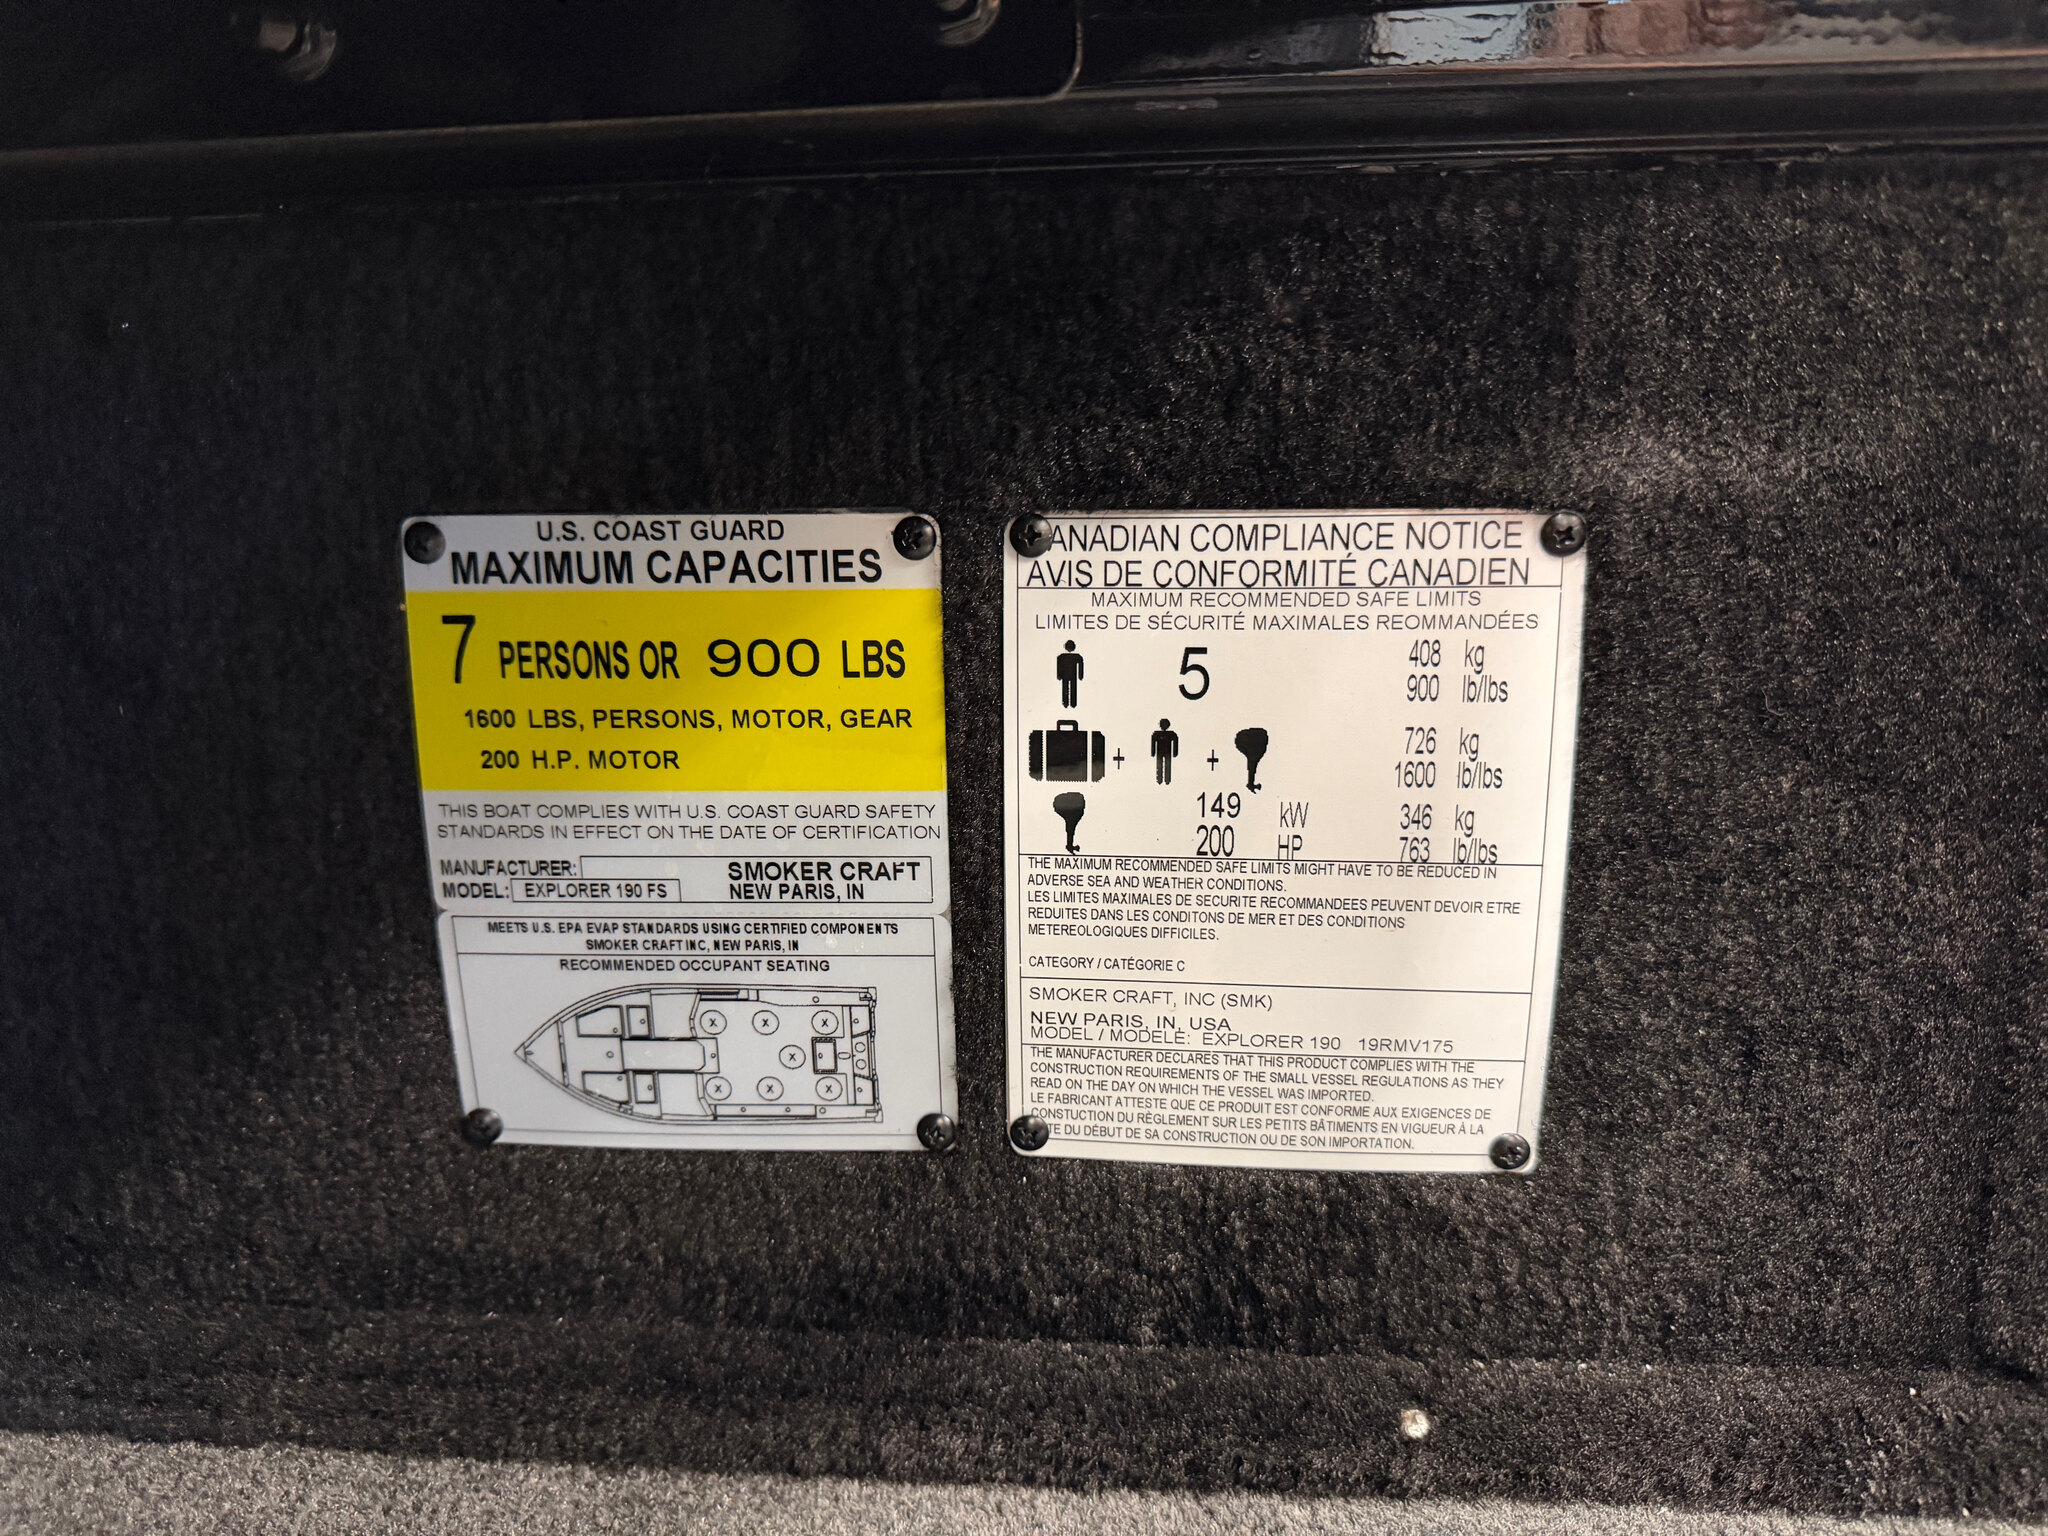 U.S. COAST GUARD
MAXIMUM CAPACITIES
7 PERSONS OR 900 LBS
1600 LBS, PERSONS, MOTOR, GEAR
200 H.P. MOTOR
THIS BOAT COMPLIES WITH U.S. COAST GUARD SAFETY
STANDARDS IN EFFECT ON THE DATE OF CERTIFICATION
MANUFACTURER: SMOKER CRAFT
MODEL: EXPLORER 190 FS NEW PARIS, IN
MEETS U.S. EPA EVAP STANDARDS USING CERTIFIED COMPONENTS
SMOKER CRAFT INC, NEW PARIS, IN
RECOMMENDED OCCUPANT SEATING
X X X
X
X X X
CANADIAN COMPLIANCE NOTICE
AVIS DE CONFORMITÉ CANADIEN
MAXIMUM RECOMMENDED SAFE LIMITS
LIMITES DE SÉCURITÉ MAXIMALES REOMMANDÉES
5 408 kg
900 lb/lbs
+ + 726 kg
1600 lb/lbs
149 kW 346 kg
200 HP 763 lb/lbs
THE MAXIMUM RECOMMENDED SAFE LIMITS MIGHT HAVE TO BE REDUCED IN
ADVERSE SEA AND WEATHER CONDITIONS.
LES LIMITES MAXIMALES DE SECURITE RECOMMANDEES PEUVENT DEVOIR ETRE
REDUITES DANS LES CONDITONS DE MER ET DES CONDITIONS
METEREOLOGIQUES DIFFICILES.
CATEGORY / CATÉGORIE C
SMOKER CRAFT, INC (SMK)
NEW PARIS, IN, USA
MODEL / MODÈLE: EXPLORER 190 19RMV175
THE MANUFACTURER DECLARES THAT THIS PRODUCT COMPLIES WITH THE
CONSTRUCTION REQUIREMENTS OF THE SMALL VESSEL REGULATIONS AS THEY
READ ON THE DAY ON WHICH THE VESSEL WAS IMPORTED.
LE FABRICANT ATTESTE QUE CE PRODUIT EST CONFORME AUX EXIGENCES DE
CONSTUCTION DU RÈGLEMENT SUR LES PETITS BÂTIMENTS EN VIGUEUR À LA
TE DU DÉBUT DE SA CONSTRUCTION OU DE SON IMPORTATION.